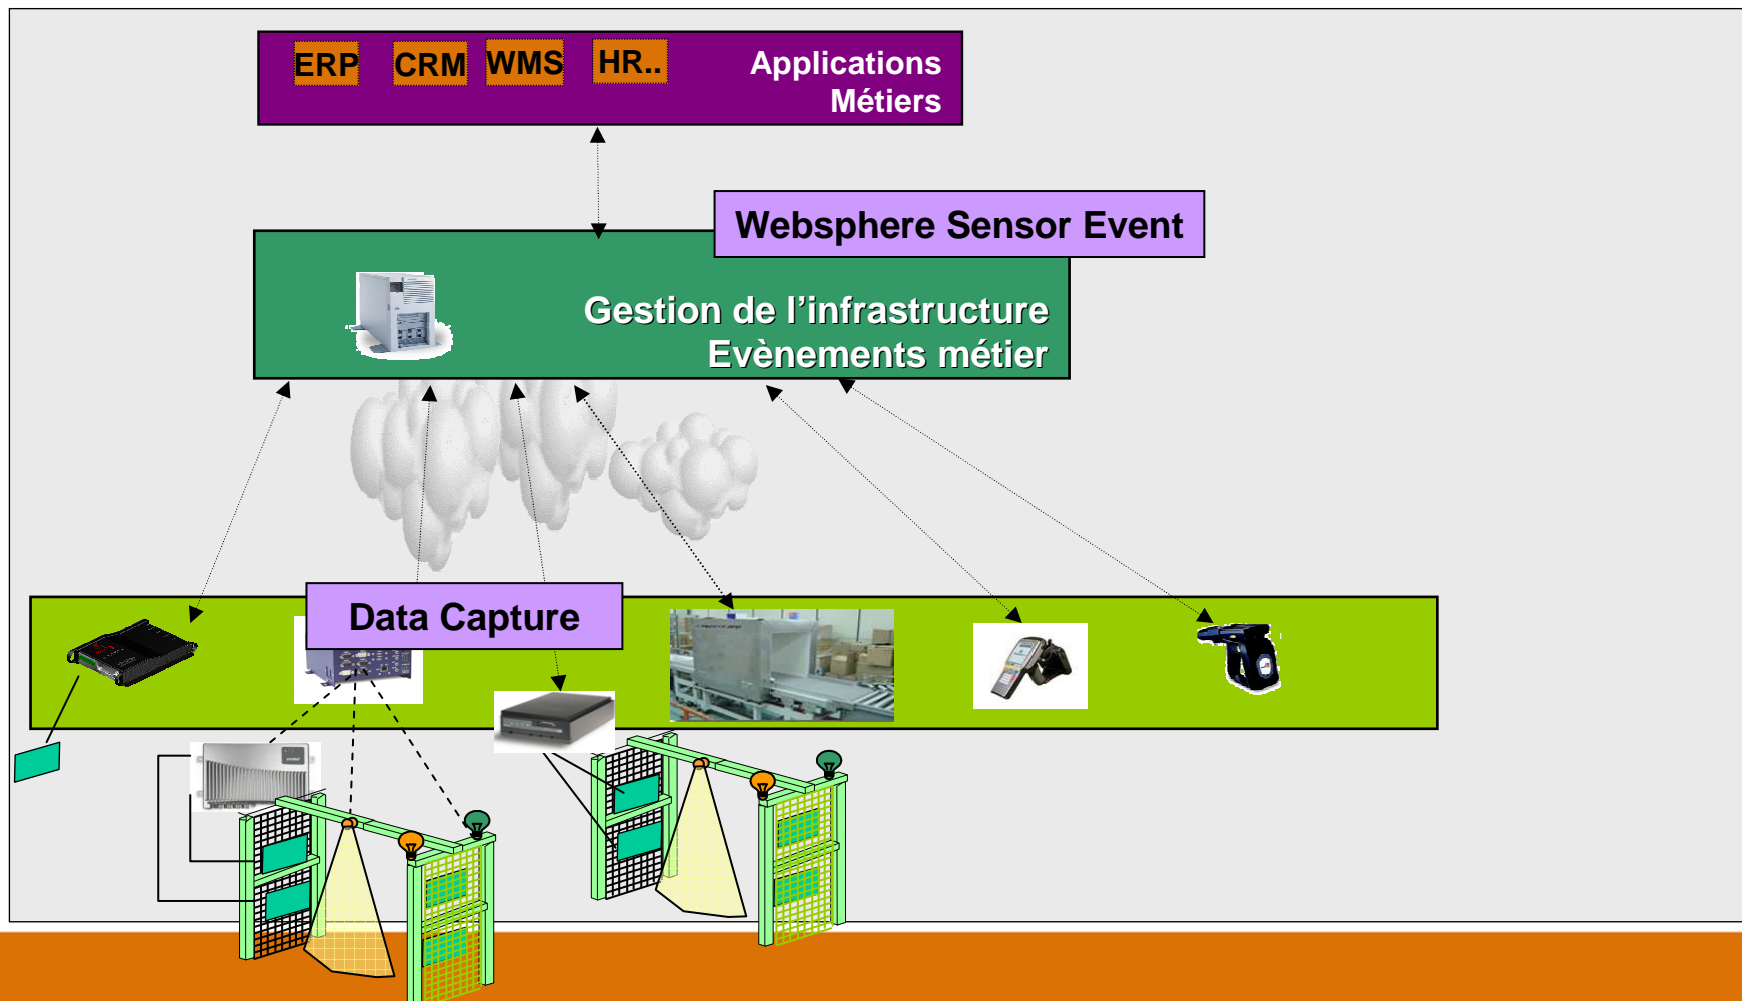 ERP CRM WMS HR..
Applications
Métiers
Websphere Sensor Event
Gestion de l’infrastructure
Evènements métier
Data Capture